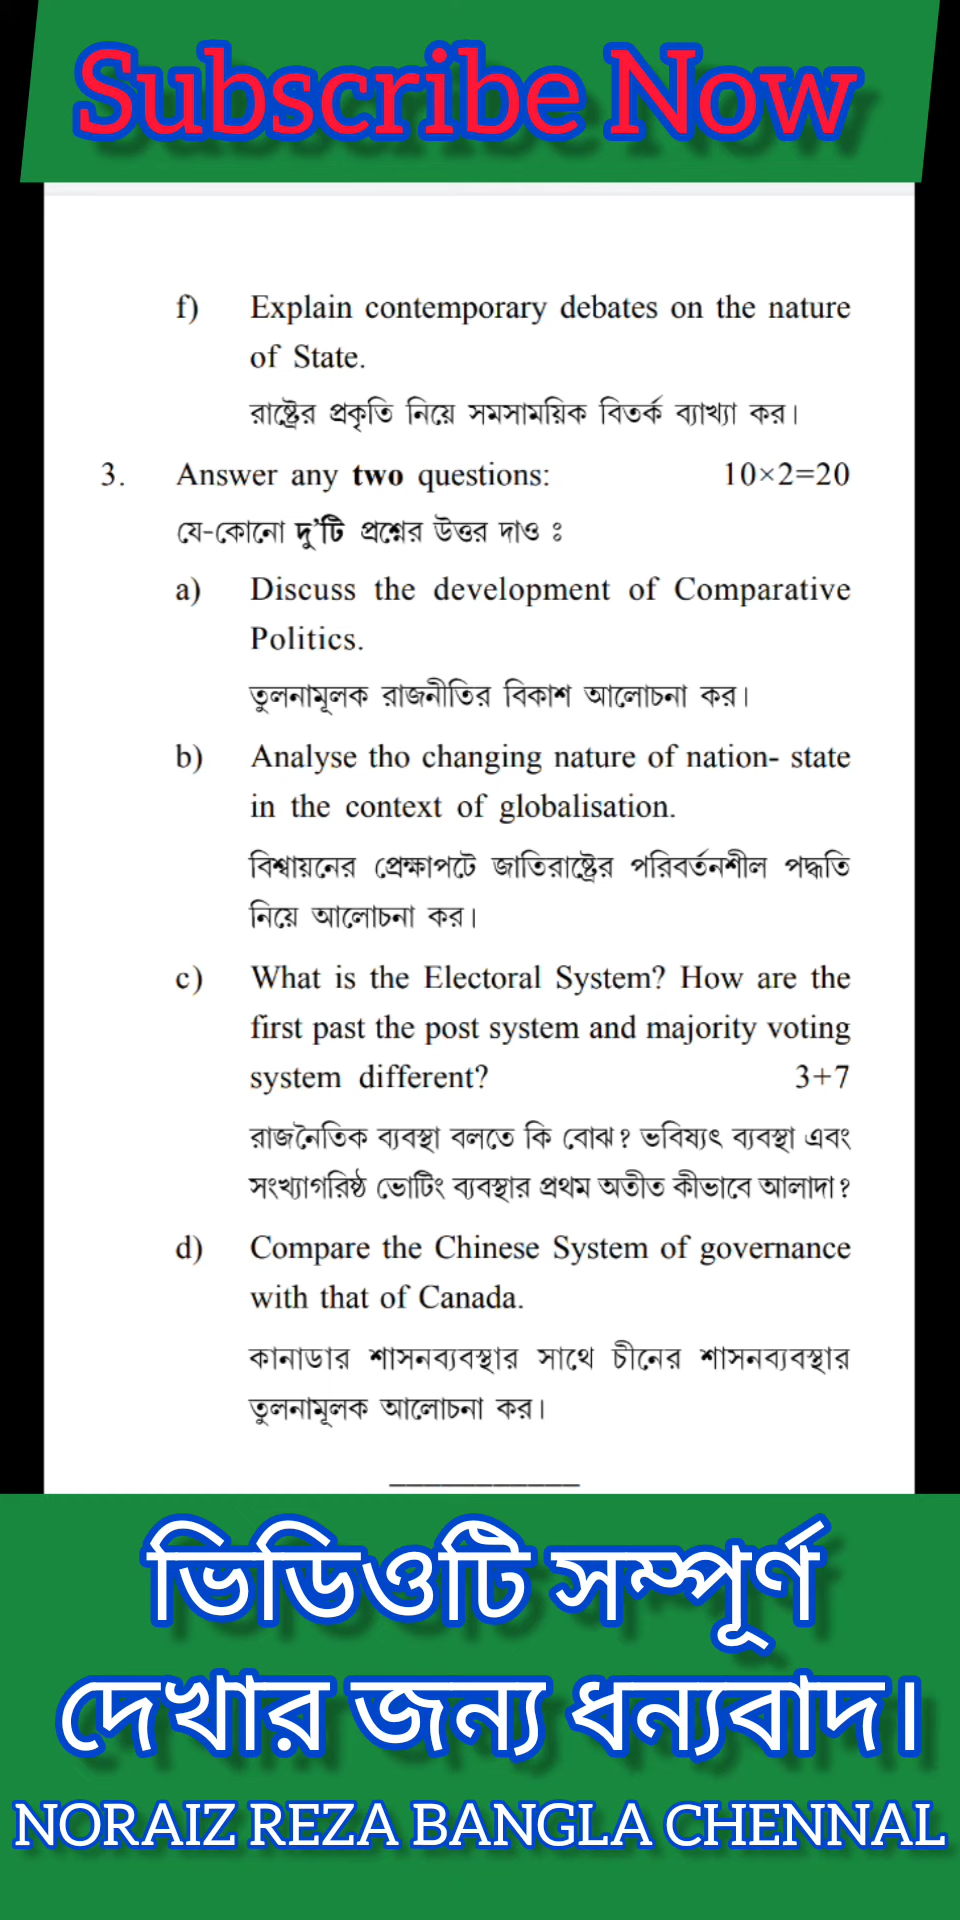 Subscribe Now
f) Explain contemporary debates on the nature
of State.
রাষ্ট্রের প্রকৃতি নিয়ে সমসাময়িক বিতর্ক ব্যাখ্যা কর।
3. Answer any two questions: 10×2=20
যে-কোনো দু'টি প্রশ্নের উত্তর দাও ঃ
a) Discuss the development of Comparative
Politics.
তুলনামূলক রাজনীতির বিকাশ আলোচনা কর।
b) Analyse tho changing nature of nation- state
in the context of globalisation.
বিশ্বায়নের প্রেক্ষাপটে জাতিরাষ্ট্রের পরিবর্তনশীল পদ্ধতি
নিয়ে আলোচনা কর।
c) What is the Electoral System? How are the
first past the post system and majority voting
system different? 3+7
রাজনৈতিক ব্যবস্থা বলতে কি বোঝ? ভবিষ্যৎ ব্যবস্থা এবং
সংখ্যাগরিষ্ঠ ভোটিং ব্যবস্থার প্রথম অতীত কীভাবে আলাদা?
d) Compare the Chinese System of governance
with that of Canada.
কানাডার শাসনব্যবস্থার সাথে চীনের শাসনব্যবস্থার
তুলনামূলক আলোচনা কর।
ভিডিওটি সম্পূর্ণ
দেখার জন্য ধন্যবাদ।
NORAIZ REZA BANGLA CHENNAL